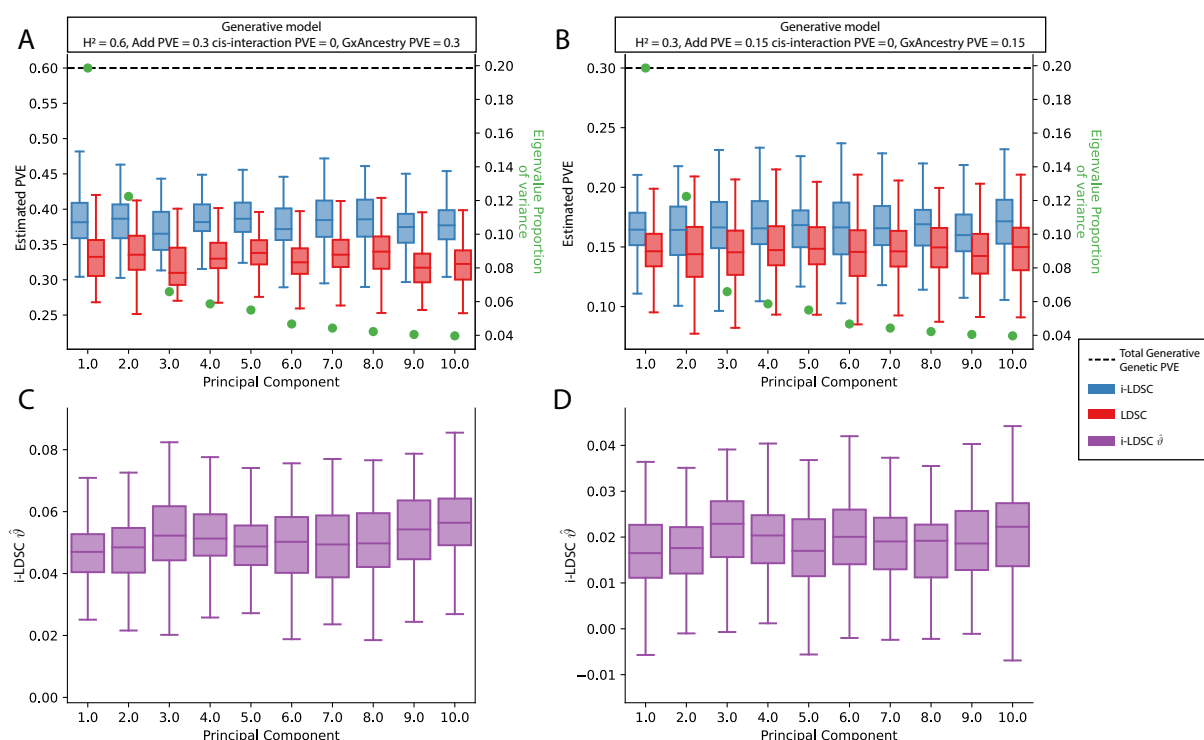 A
Generative model
H² = 0.6, Add PVE = 0.3 cis-interaction PVE = 0, GxAncestry PVE = 0.3
0.60
0.55
0.50
0.45
0.40
0.35
0.30
0.25
Estimated PVE
0.20
0.18
0.16
0.14
0.12
0.10
0.08
0.06
0.04
Eigenvalue Proportion
of variance
1.0 2.0 3.0 4.0 5.0 6.0 7.0 8.0 9.0 10.0
Principal Component
B
Generative model
H² = 0.3, Add PVE = 0.15 cis-interaction PVE =0, GxAncestry PVE = 0.15
0.30
0.25
0.20
0.15
0.10
Estimated PVE
0.20
0.18
0.16
0.14
0.12
0.10
0.08
0.06
0.04
Eigenvalue Proportion
of variance
1.0 2.0 3.0 4.0 5.0 6.0 7.0 8.0 9.0 10.0
Principal Component
Total Generative
Genetic PVE
i-LDSC
LDSC
i-LDSC ϑ̂
C
0.08
0.06
0.04
0.02
0.00
i-LDSC ϑ̂
1.0 2.0 3.0 4.0 5.0 6.0 7.0 8.0 9.0 10.0
Principal Component
D
0.04
0.03
0.02
0.01
0.00
−0.01
i-LDSC ϑ̂
1.0 2.0 3.0 4.0 5.0 6.0 7.0 8.0 9.0 10.0
Principal Component